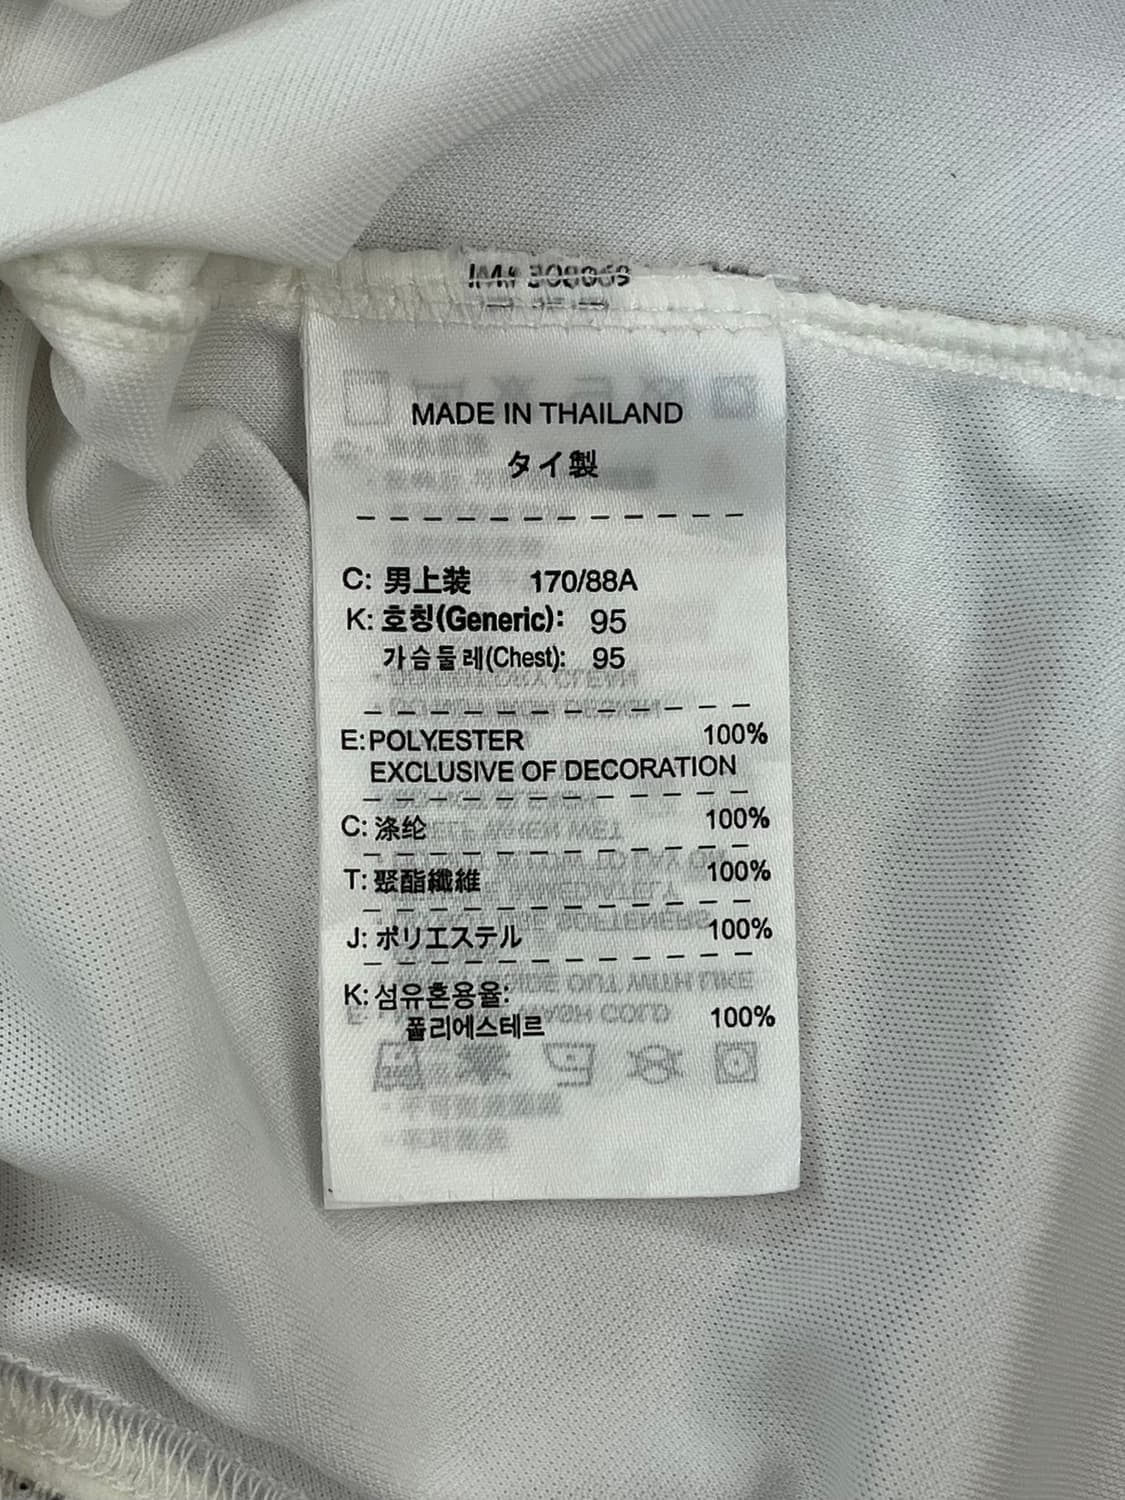 MADE IN THAILAND
タイ製
C: 男上装 170/88A
K: 호칭(Generic): 95
가슴둘레(Chest): 95
E:POLYESTER 100%
EXCLUSIVE OF DECORATION
C: 涤纶 100%
T: 聚酯纖維 100%
J: ポリエステル 100%
K: 섬유혼용율:
폴리에스테르 100%